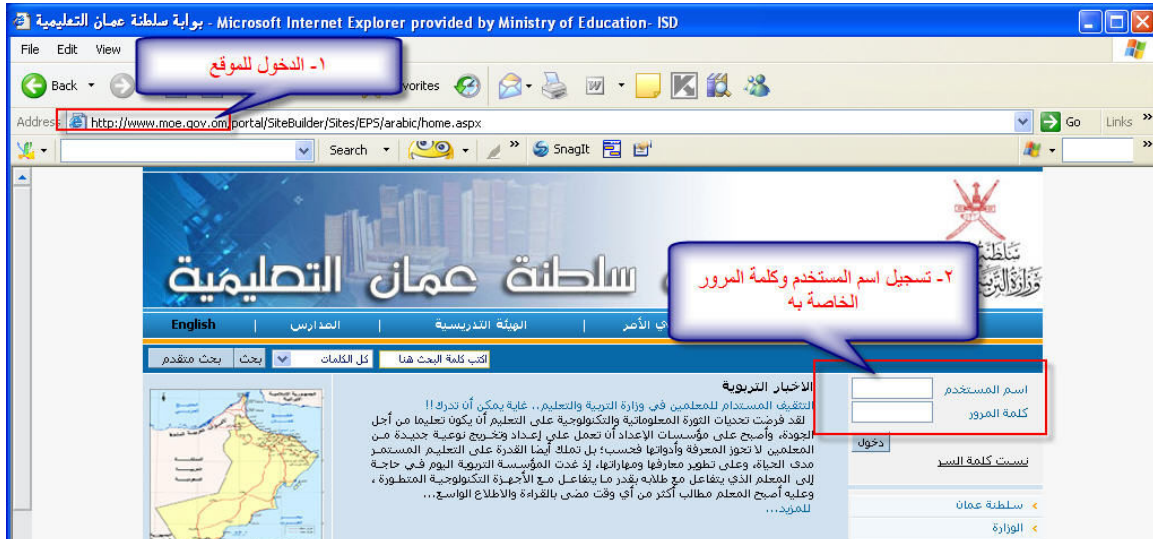 بوابة سلطنة عمان التعليمية - Microsoft Internet Explorer provided by Ministry of Education- ISD
File Edit View
١- الدخول للموقع
Back
vorites
Address http://www.moe.gov.om/portal/SiteBuilder/Sites/EPS/arabic/home.aspx Go Links »
Search » SnagIt »
سلطنة عمان التعليمية
٢- تسجيل اسم المستخدم وكلمة المرور
الخاصة به
ي الأمر | الهيئة التدريسية | المدارس | English
اكتب كلمة البحث هنا كل الكلمات بحث بحث متقدم
اسم المستخدم
كلمة المرور
دخول
نسيت كلمة السر
سلطنة عمان
الوزارة
الاخبار التربوية
التثقيف المستدام للمعلمين في وزارة التربية والتعليم.. غاية يمكن أن تدرك!!
لقد فرضت تحديات الثورة المعلوماتية والتكنولوجية على التعليم أن يكون تعليما من أجل
الجودة، وأصبح على مؤسسات الإعداد أن تعمل على إعداد وتخريج نوعية جديدة من
المعلمين لا تحوز المعرفة وأدواتها فحسب؛ بل تملك أيضا القدرة على التعليم المستمر
مدى الحياة، وعلى تطوير معارفها ومهاراتها، إذ غدت المؤسسة التربوية اليوم في حاجة
إلى المعلم الذي يتفاعل مع طلابه بقدر ما يتفاعل مع الأجهزة التكنولوجية المتطورة ،
وعليه أصبح المعلم مطالب أكثر من أي وقت مضى بالقراءة والاطلاع الواسع...
للمزيد...